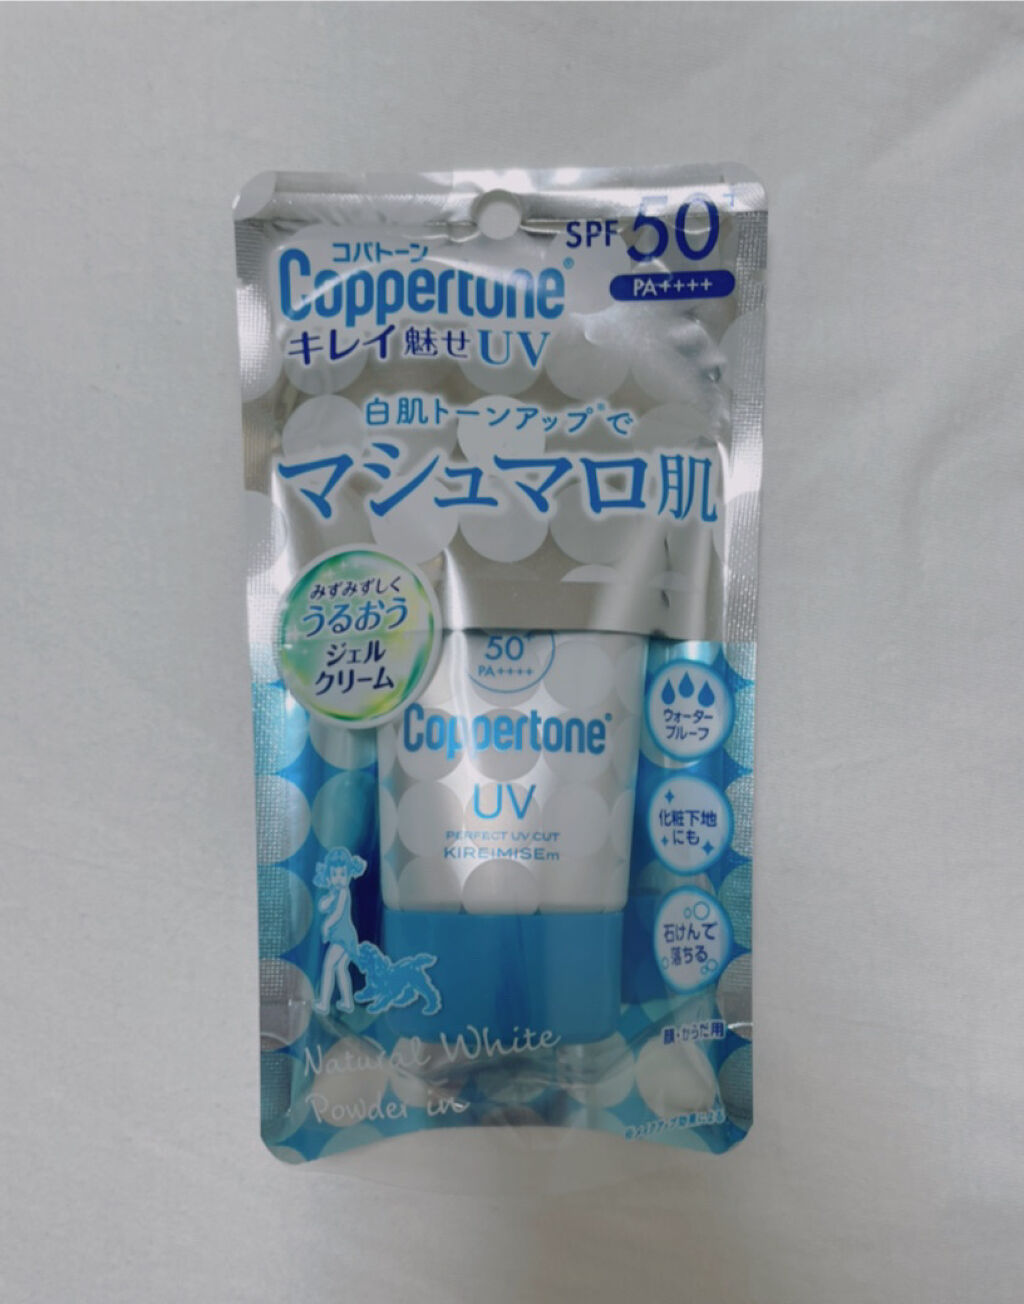 SPF 50+
PA++++
コパトーン
Coppertone®
キレイ魅せUV
白肌トーンアップ*で
マシュマロ肌
みずみずしく
うるおう
ジェル
クリーム
50+
PA++++
Coppertone®
UV
PERFECT UV CUT
KIREIMISEm
ウォーター
プルーフ
化粧下地
にも
石けんで
落ちる
顔・からだ用
Natural White
Powder in